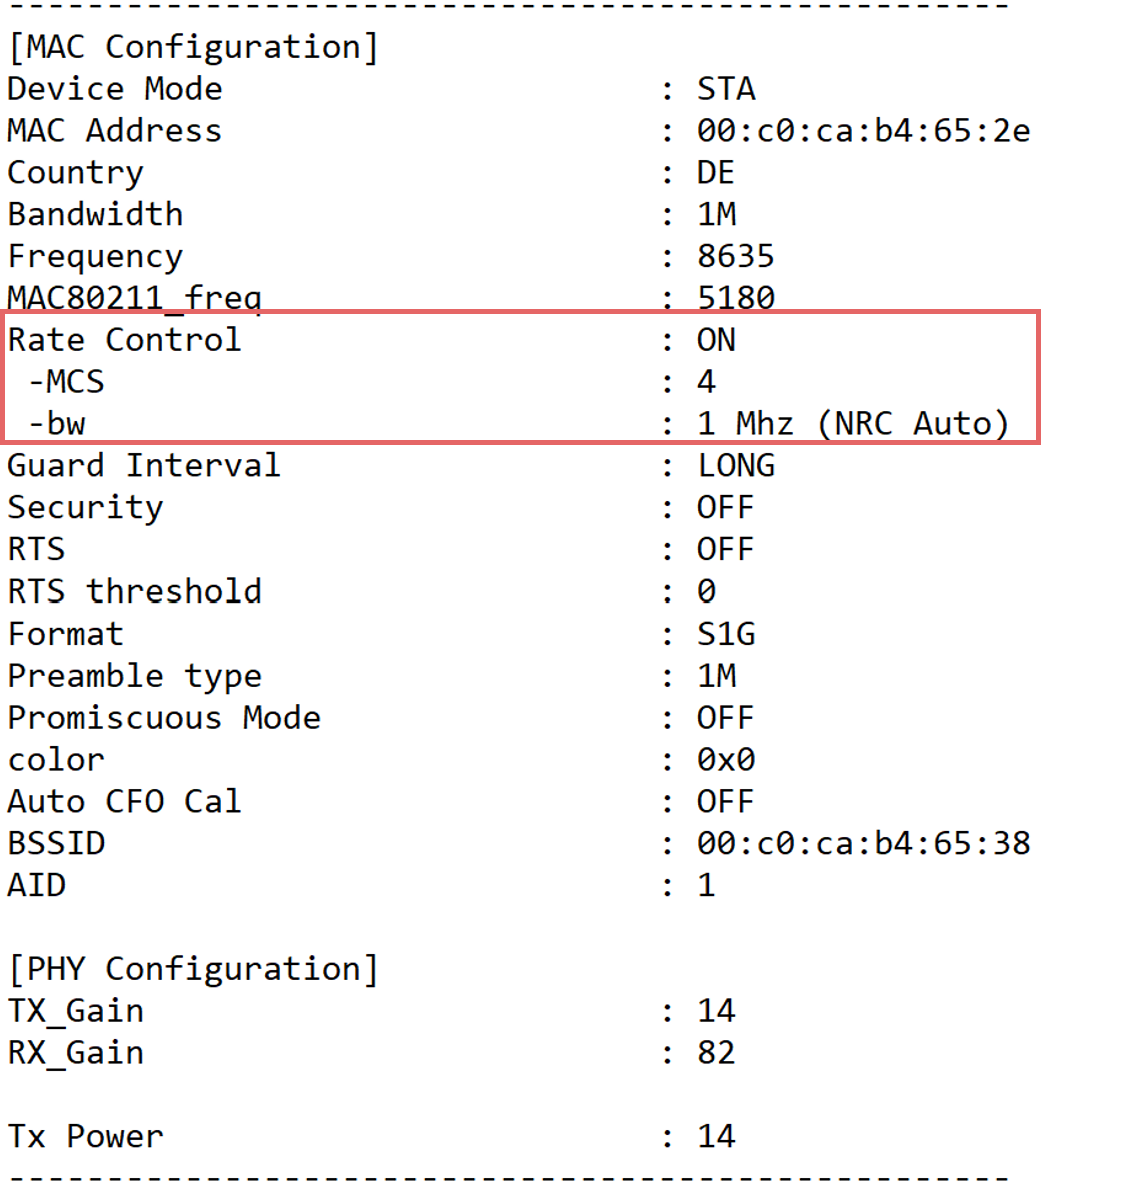 --------------------------------------------------
[MAC Configuration]
Device Mode : STA
MAC Address : 00:c0:ca:b4:65:2e
Country : DE
Bandwidth : 1M
Frequency : 8635
MAC80211_freq : 5180
Rate Control : ON
-MCS : 4
-bw : 1 Mhz (NRC Auto)
Guard Interval : LONG
Security : OFF
RTS : OFF
RTS threshold : 0
Format : S1G
Preamble type : 1M
Promiscuous Mode : OFF
color : 0x0
Auto CFO Cal : OFF
BSSID : 00:c0:ca:b4:65:38
AID : 1
[PHY Configuration]
TX_Gain : 14
RX_Gain : 82
Tx Power : 14
--------------------------------------------------